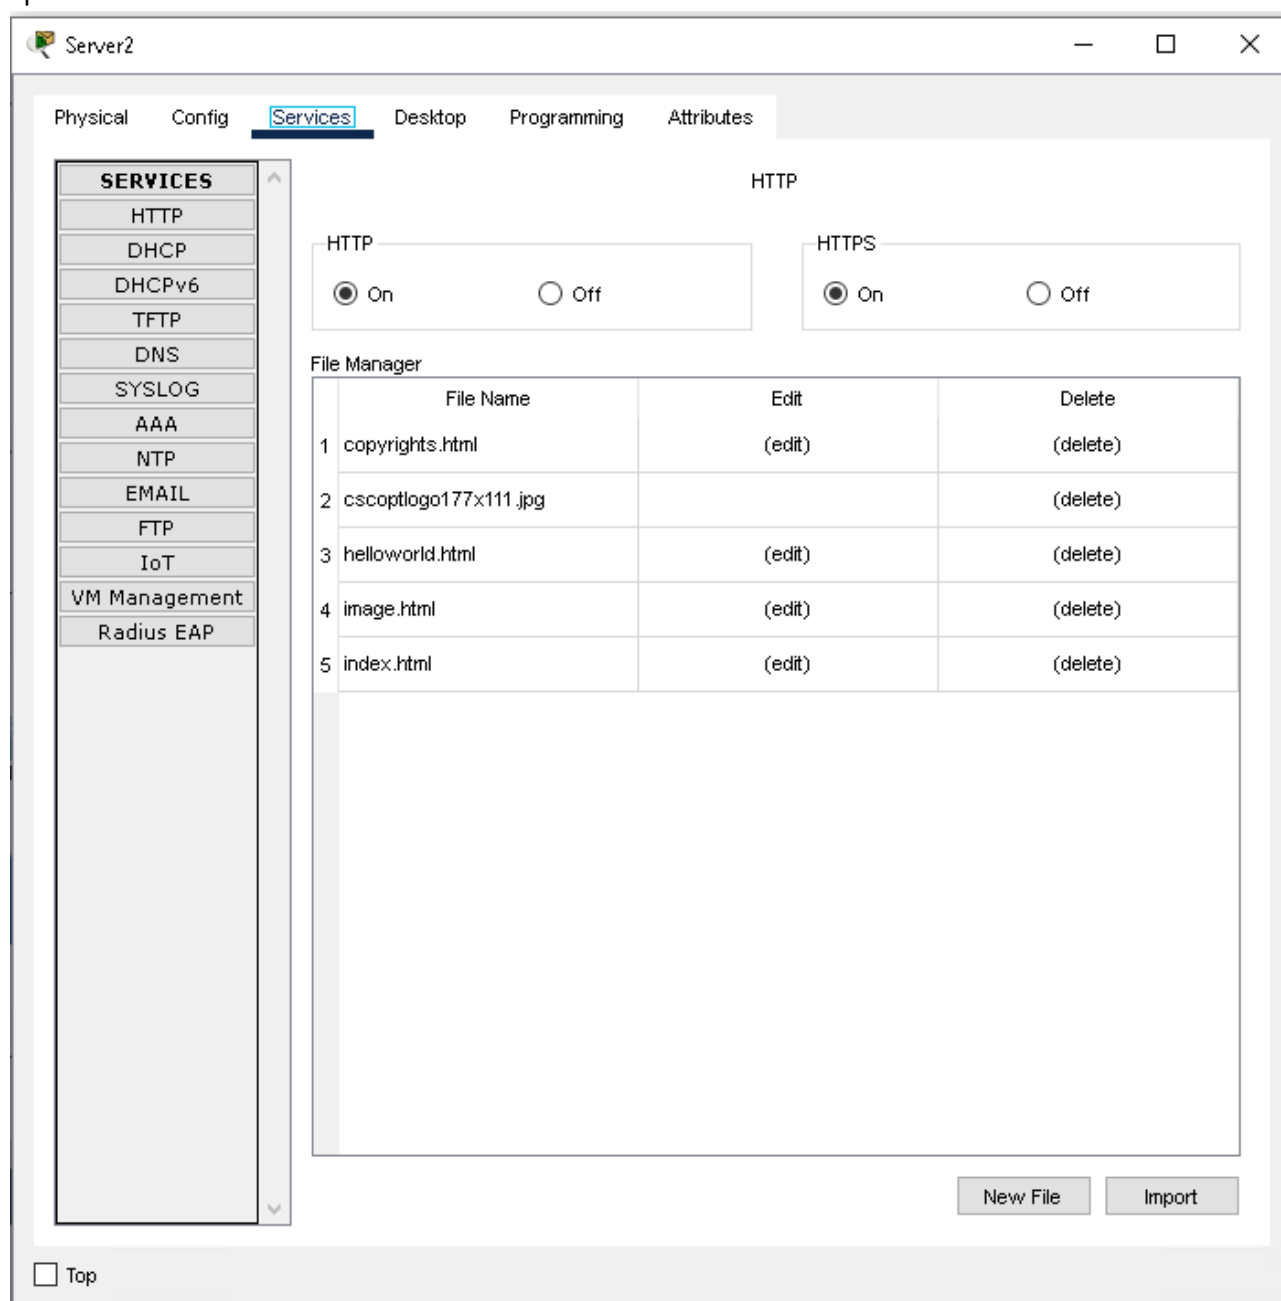 Server2
Physical Config Services Desktop Programming Attributes
SERVICES
HTTP
DHCP
DHCPv6
TFTP
DNS
SYSLOG
AAA
NTP
EMAIL
FTP
IoT
VM Management
Radius EAP
HTTP
HTTP
On Off
HTTPS
On Off
File Manager
File Name Edit Delete
1 copyrights.html (edit) (delete)
2 cscoptlogo177x111.jpg (delete)
3 helloworld.html (edit) (delete)
4 image.html (edit) (delete)
5 index.html (edit) (delete)
New File Import
Top